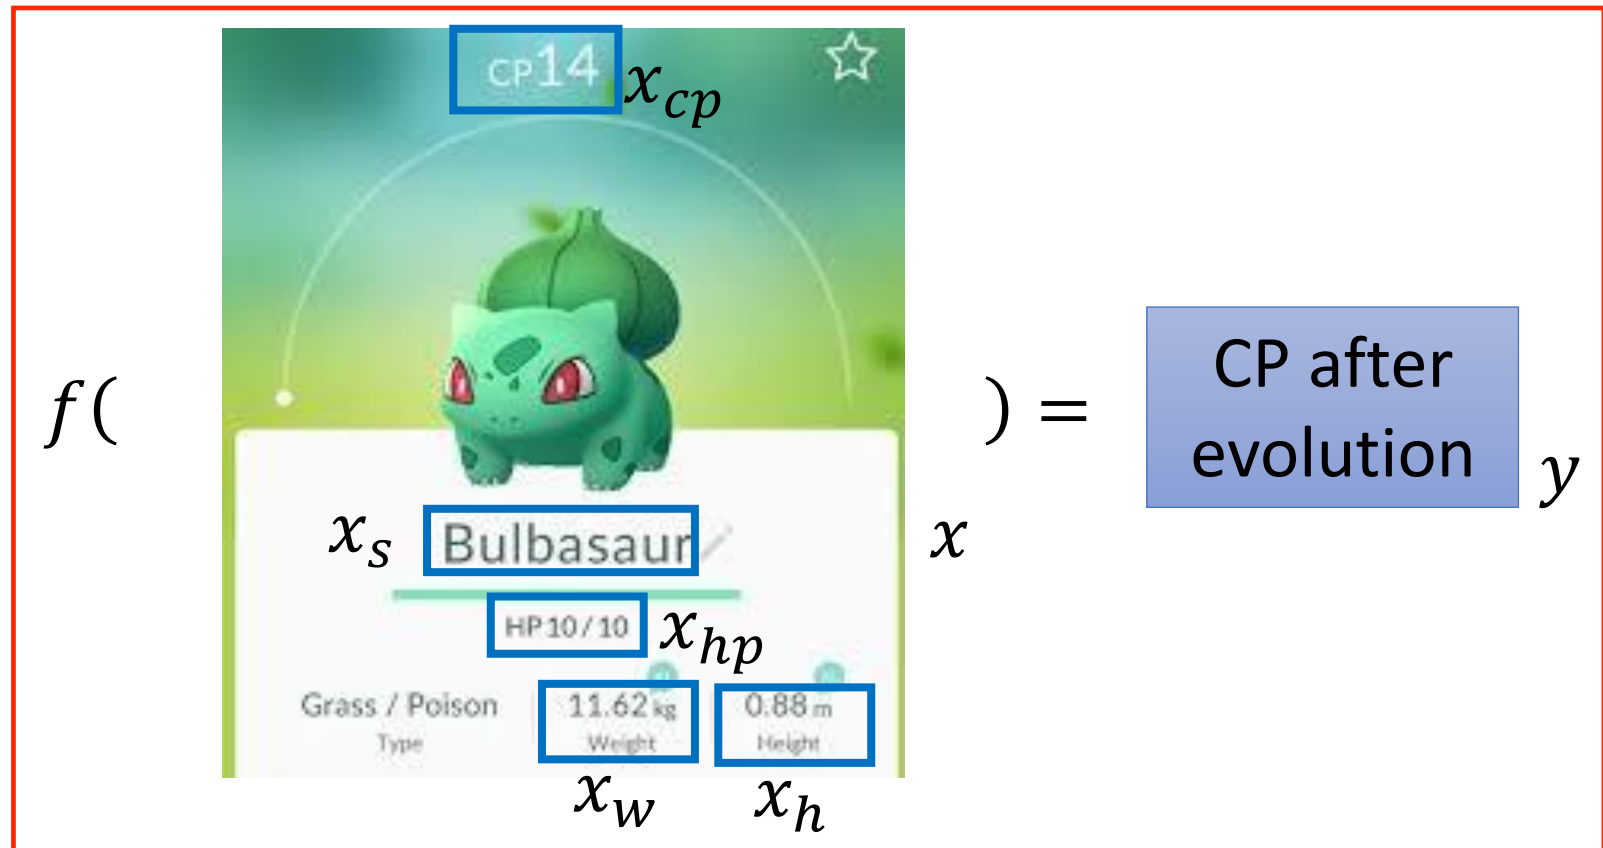 CP14
x_cp
f(
) =
CP after
evolution
y
x_s
Bulbasaur
x
HP 10 / 10
x_hp
Grass / Poison
11.62 kg
0.88 m
Type
Weight
Height
x_w
x_h